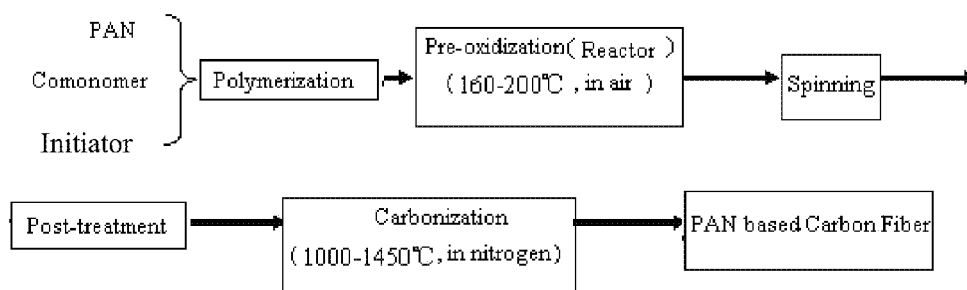 PAN
Comonomer
Initiator
Polymerization
Pre-oxidization( Reactor )
( 160-200℃ , in air )
Spinning
Post-treatment
Carbonization
( 1000-1450℃, in nitrogen)
PAN based Carbon Fiber